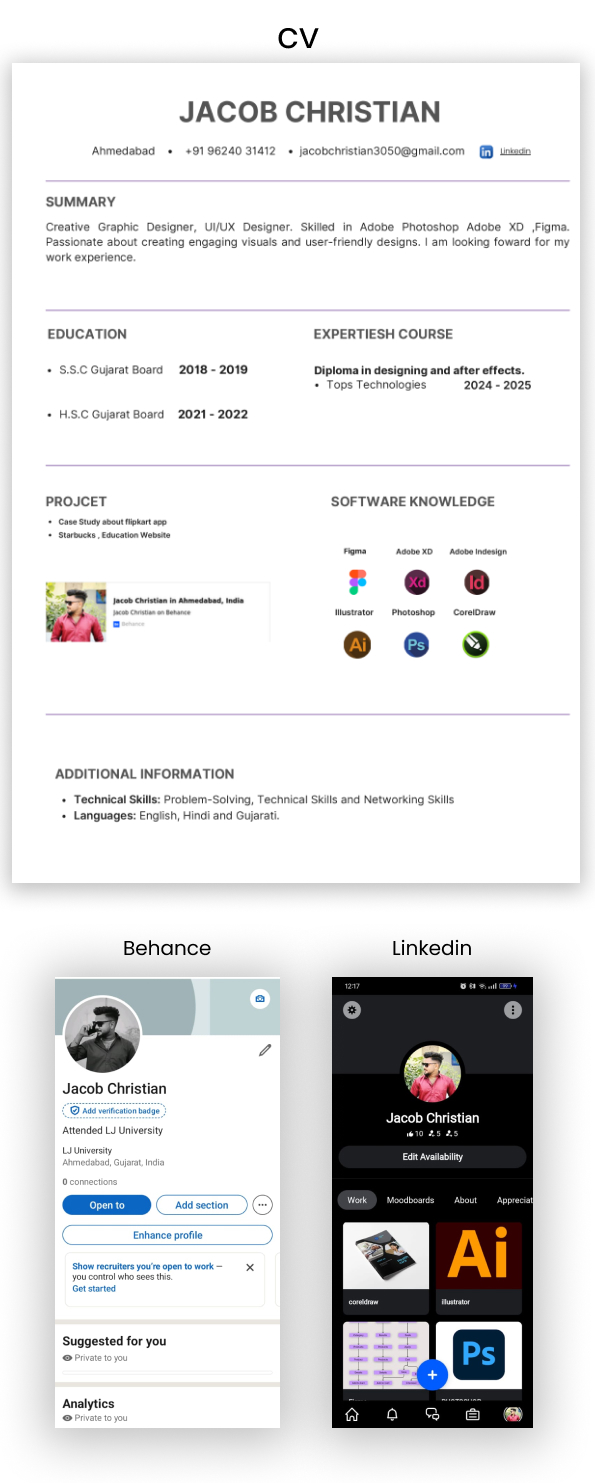 CV
JACOB CHRISTIAN
Ahmedabad • +91 96240 31412 • jacobchristian3050@gmail.com in Linkedin
SUMMARY
Creative Graphic Designer, UI/UX Designer. Skilled in Adobe Photoshop Adobe XD ,Figma.
Passionate about creating engaging visuals and user-friendly designs. I am looking foward for my
work experience.
EDUCATION
• S.S.C Gujarat Board 2018 - 2019
• H.S.C Gujarat Board 2021 - 2022
EXPERTIESH COURSE
Diploma in designing and after effects.
• Tops Technologies 2024 - 2025
PROJCET
• Case Study about flipkart app
• Starbucks , Education Website
Jacob Christian in Ahmedabad, India
Jacob Christian on Behance
Behance
SOFTWARE KNOWLEDGE
Figma Adobe XD Adobe Indesign
Xd Id
Illustrator Photoshop CorelDraw
Ai Ps
ADDITIONAL INFORMATION
• Technical Skills: Problem-Solving, Technical Skills and Networking Skills
• Languages: English, Hindi and Gujarati.
Behance
Jacob Christian
Add verification badge
Attended LJ University
LJ University
Ahmedabad, Gujarat, India
0 connections
Open to Add section
Enhance profile
Show recruiters you're open to work —
you control who sees this.
Get started
Suggested for you
Private to you
Analytics
Private to you
Linkedin
12:17
Jacob Christian
10 5 5
Edit Availability
Work Moodboards About Appreciat
coreldraw
Ai
illustrator
Ps